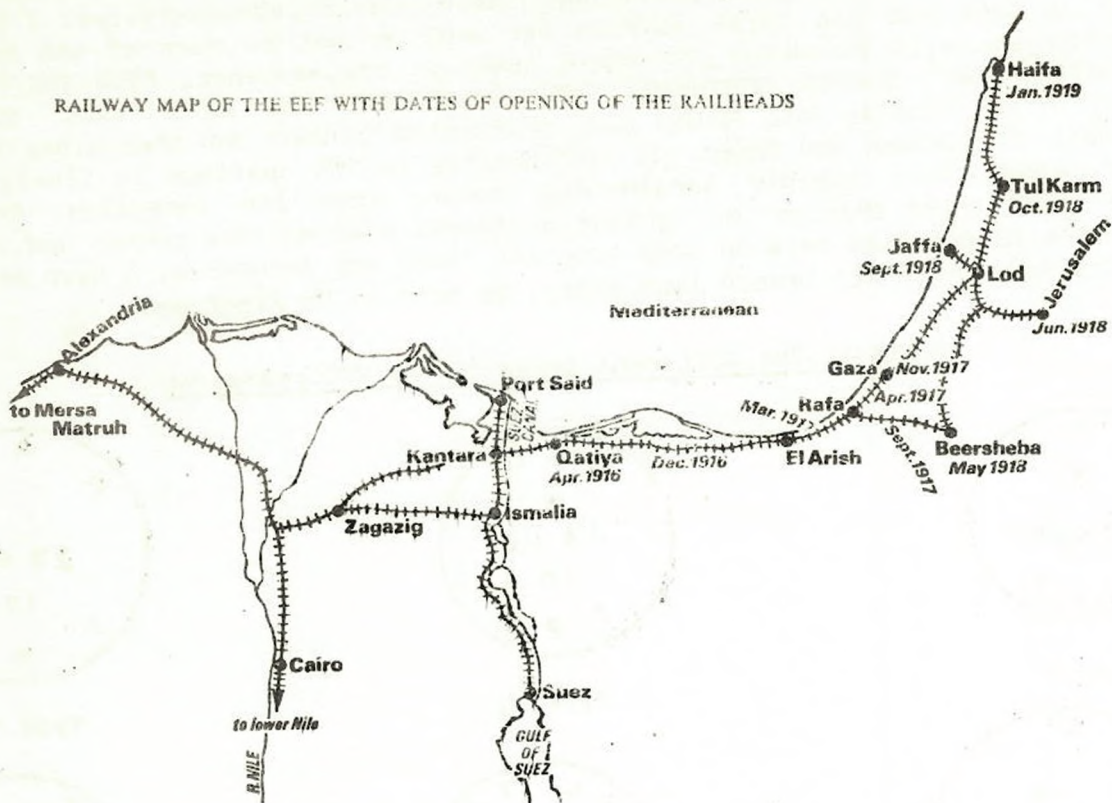 RAILWAY MAP OF THE EEF WITH DATES OF OPENING OF THE RAILHEADS
Haifa
Jan. 1919
Tul Karm
Oct. 1918
Jaffa
Sept. 1918
Lod
Jerusalem
Jun. 1918
Mediterranean
Alexandria
to Mersa
Matruh
Port Said
SUEZ
CANAL
Gaza
Nov. 1917
Apr. 1917
Rafa
Mar. 1917
Sept. 1917
Beersheba
May 1918
El Arish
Kantara
Qatiya
Apr. 1916
Dec. 1916
Zagazig
Ismalia
Cairo
to lower Nile
R. NILE
Suez
GULF
OF
SUEZ